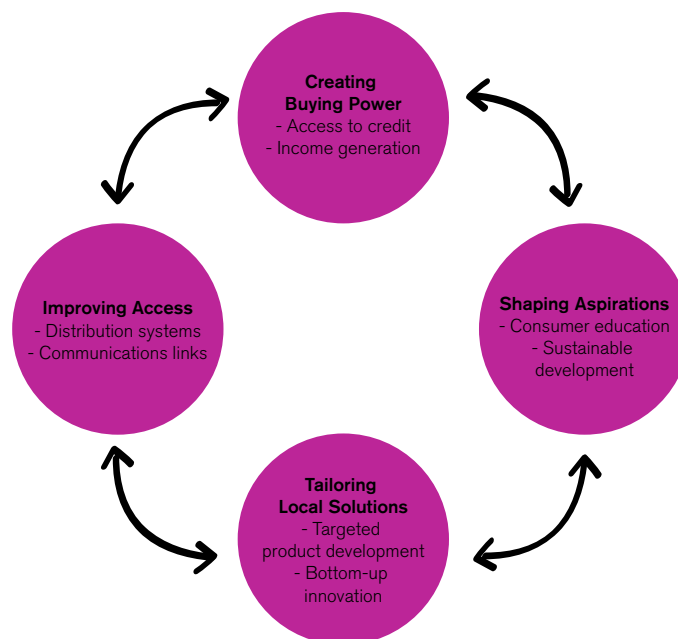 Creating
Buying Power
- Access to credit
- Income generation
Improving Access
- Distribution systems
- Communications links
Shaping Aspirations
- Consumer education
- Sustainable
development
Tailoring
Local Solutions
- Targeted
product development
- Bottom-up
innovation